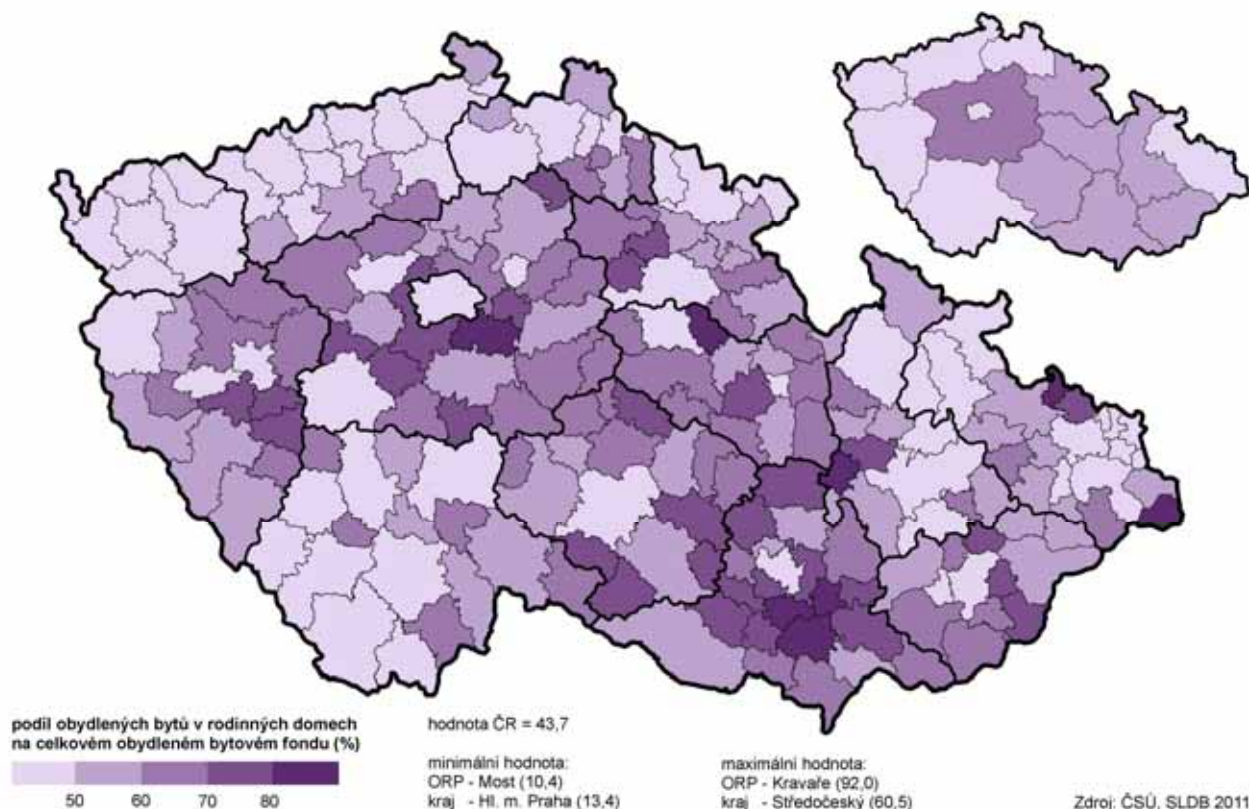 podíl obydlených bytů v rodinných domech
na celkovém obydleném bytovém fondu (%)
50 60 70 80
hodnota ČR = 43,7
minimální hodnota:
ORP - Most (10,4)
kraj - Hl. m. Praha (13,4)
maximální hodnota:
ORP - Kravaře (92,0)
kraj - Středočeský (60,5)
Zdroj: ČSÚ, SLDB 2011